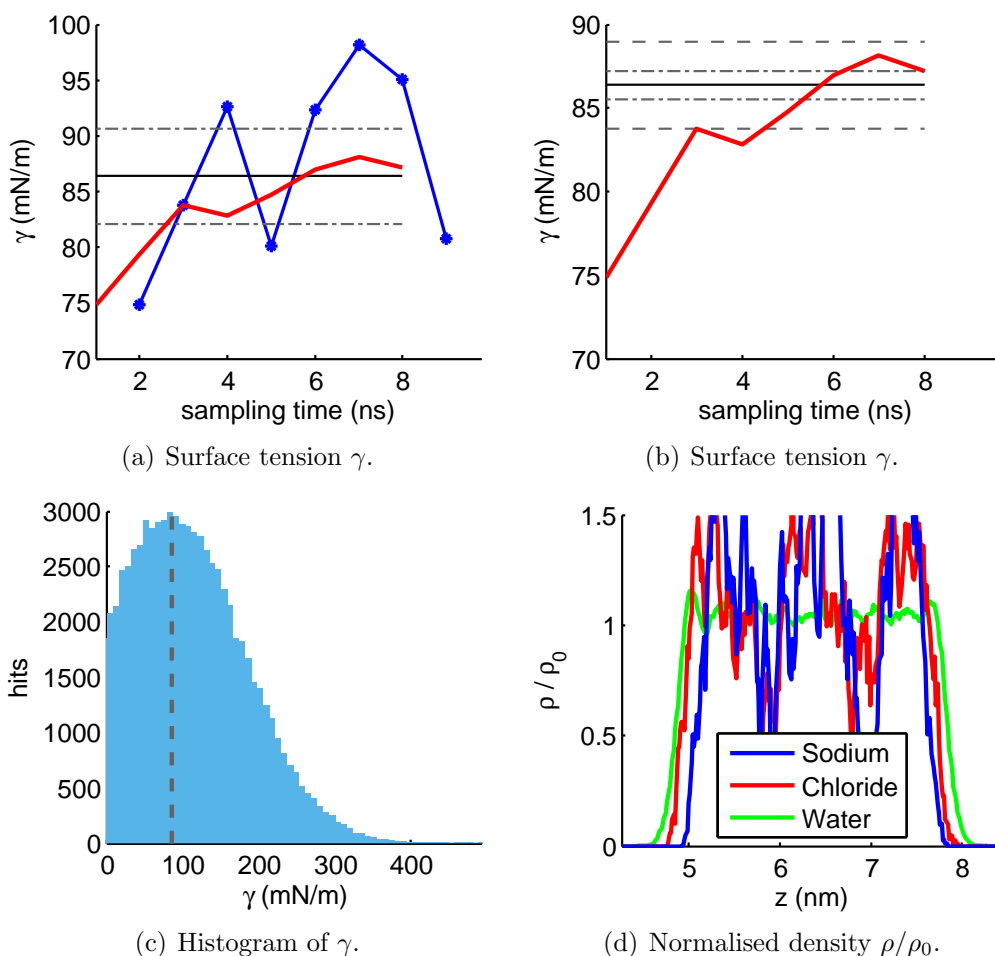 100
95
90
85
80
75
70
γ (mN/m)
2 4 6 8
sampling time (ns)
(a) Surface tension γ.
90
85
80
75
70
γ (mN/m)
2 4 6 8
sampling time (ns)
(b) Surface tension γ.
3000
2500
2000
1500
1000
500
0
hits
0 100 200 300 400
γ (mN/m)
(c) Histogram of γ.
1.5
1
0.5
0
ρ / ρ₀
Sodium
Chloride
Water
5 6 7 8
z (nm)
(d) Normalised density ρ/ρ₀.